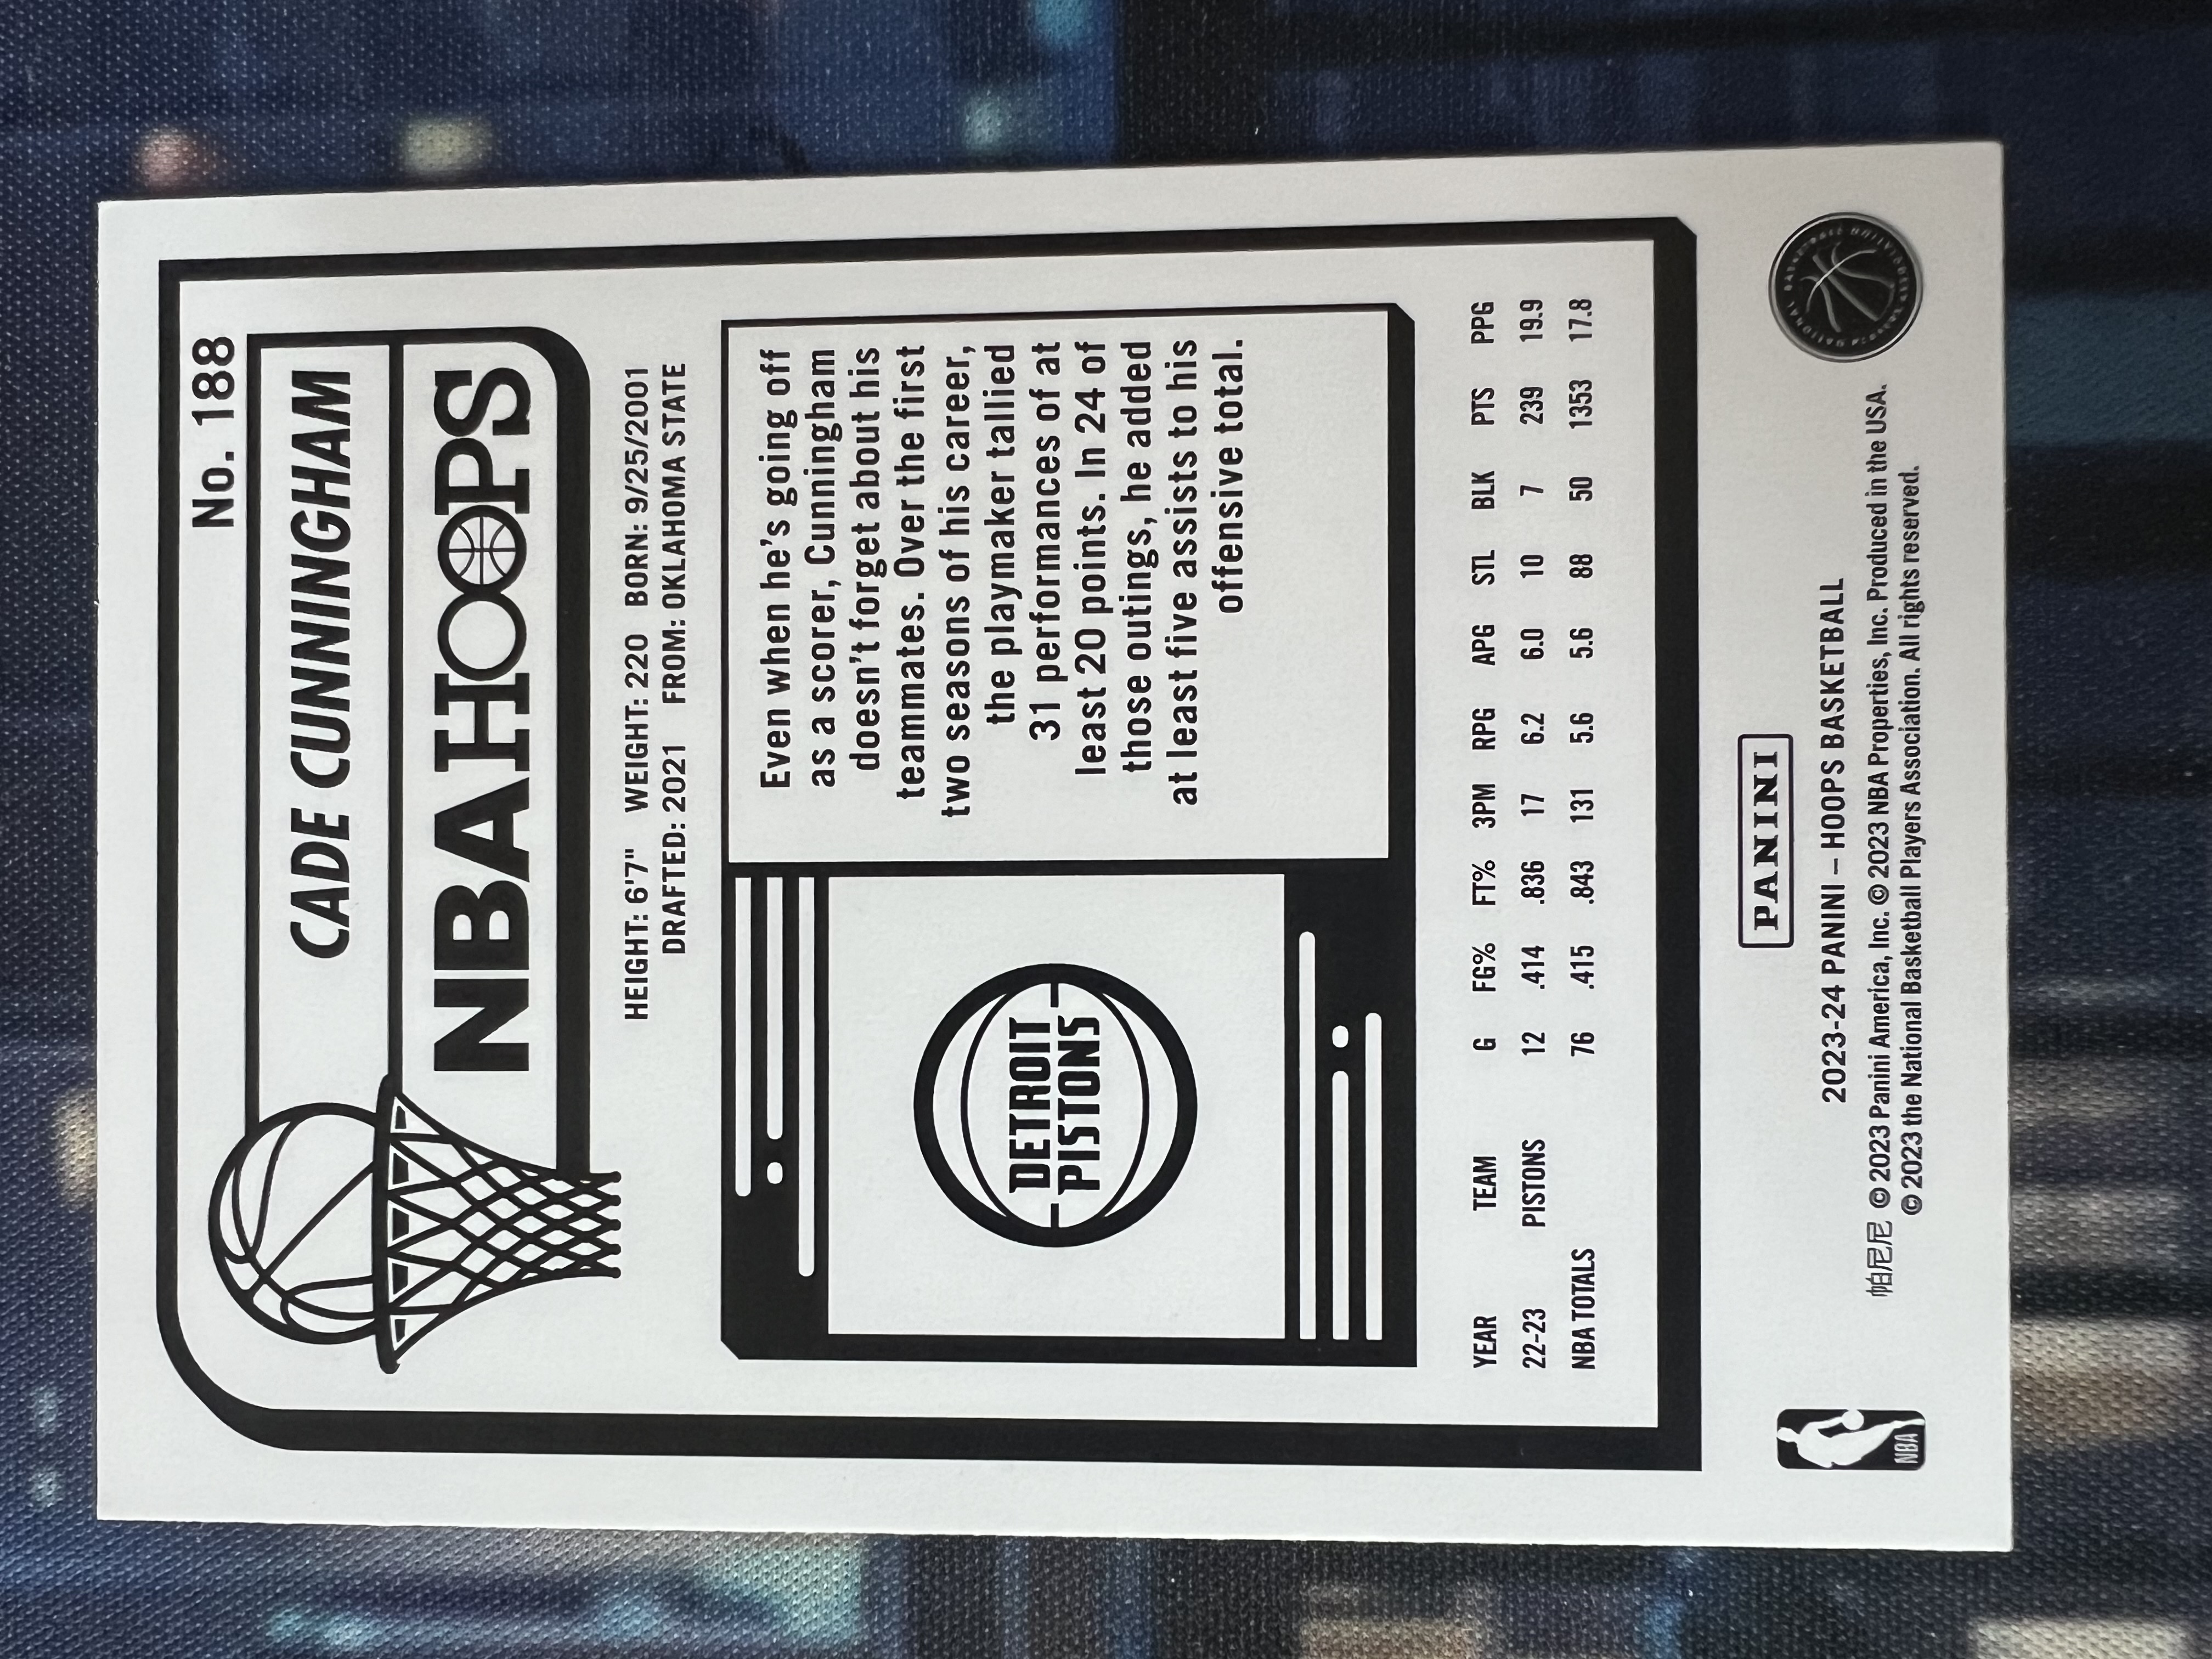 No. 188
CADE CUNNINGHAM
NBA HOOPS
HEIGHT: 6'7" WEIGHT: 220 BORN: 9/25/2001
DRAFTED: 2021 FROM: OKLAHOMA STATE
DETROIT
PISTONS
Even when he's going off
as a scorer, Cunningham
doesn't forget about his
teammates. Over the first
two seasons of his career,
the playmaker tallied
31 performances of at
least 20 points. In 24 of
those outings, he added
at least five assists to his
offensive total.
YEAR TEAM G FG% FT% 3PM RPG APG STL BLK PTS PPG
22-23 PISTONS 12 .414 .836 17 6.2 6.0 10 7 239 19.9
NBA TOTALS 76 .415 .843 131 5.6 5.6 88 50 1353 17.8
PANINI
2023-24 PANINI – HOOPS BASKETBALL
帕尼尼 © 2023 Panini America, Inc. © 2023 NBA Properties, Inc. Produced in the USA.
© 2023 the National Basketball Players Association. All rights reserved.
NBA